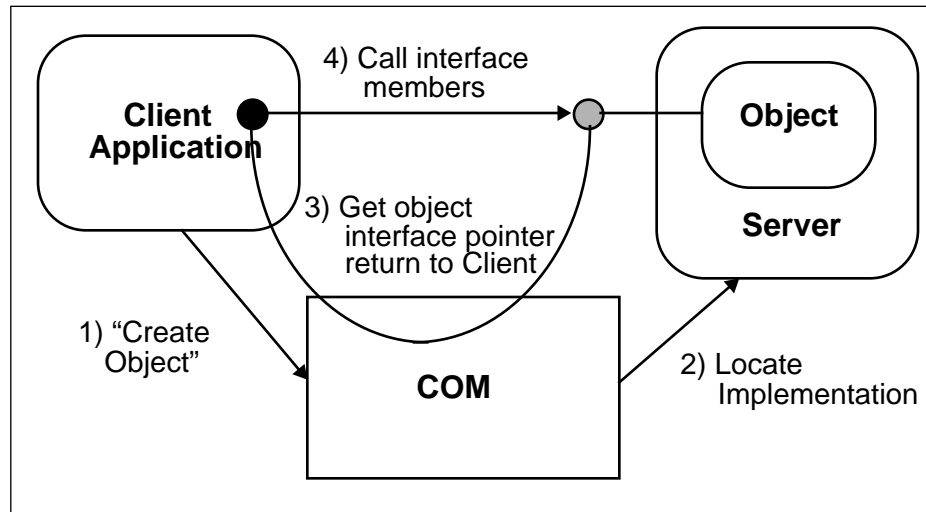 Client
Application
4) Call interface
members
Object
Server
3) Get object
interface pointer
return to Client
1) “Create
Object”
COM
2) Locate
Implementation